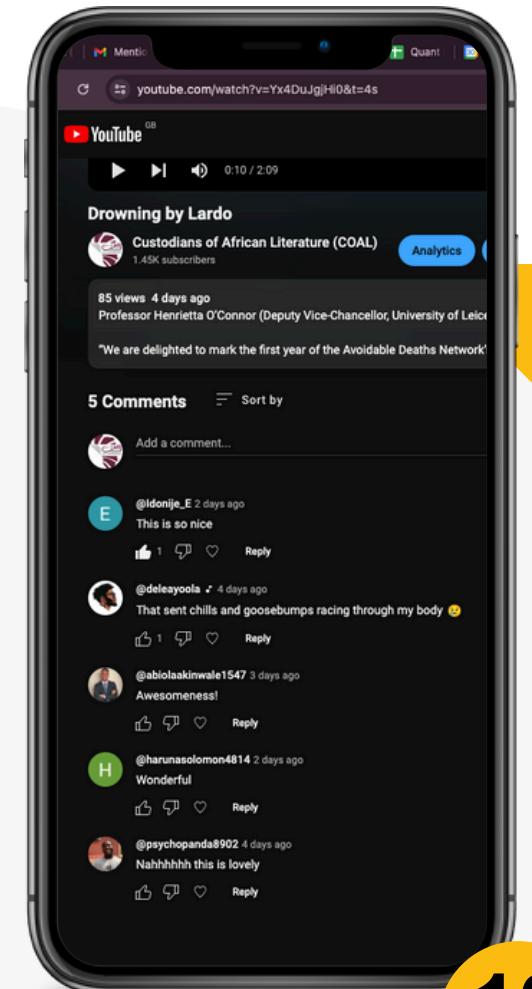 Mentio
Quant
youtube.com/watch?v=Yx4DuJgjHi0&t=4s
YouTube GB
0:10 / 2:09
Drowning by Lardo
Custodians of African Literature (COAL)
1.45K subscribers
Analytics
85 views 4 days ago
Professor Henrietta O'Connor (Deputy Vice-Chancellor, University of Leice
“We are delighted to mark the first year of the Avoidable Deaths Network'
5 Comments
Sort by
Add a comment...
E
@Idonije_E 2 days ago
This is so nice
1
Reply
@deleayoola 4 days ago
That sent chills and goosebumps racing through my body 😢
1
Reply
@abiolaakinwale1547 3 days ago
Awesomeness!
Reply
H
@harunasolomon4814 2 days ago
Wonderful
Reply
@psychopanda8902 4 days ago
Nahhhhhh this is lovely
Reply